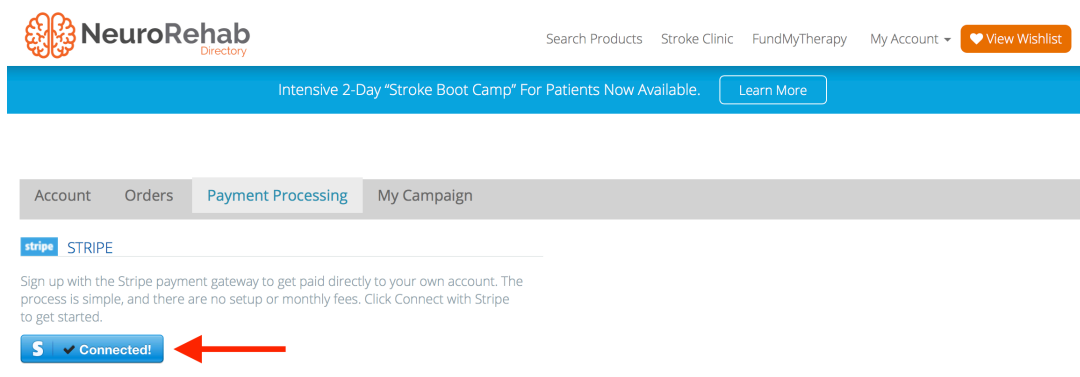 NeuroRehab
Directory
Search Products Stroke Clinic FundMyTherapy My Account View Wishlist
Intensive 2-Day “Stroke Boot Camp” For Patients Now Available. Learn More
Account Orders Payment Processing My Campaign
stripe STRIPE
Sign up with the Stripe payment gateway to get paid directly to your own account. The
process is simple, and there are no setup or monthly fees. Click Connect with Stripe
to get started.
S Connected!